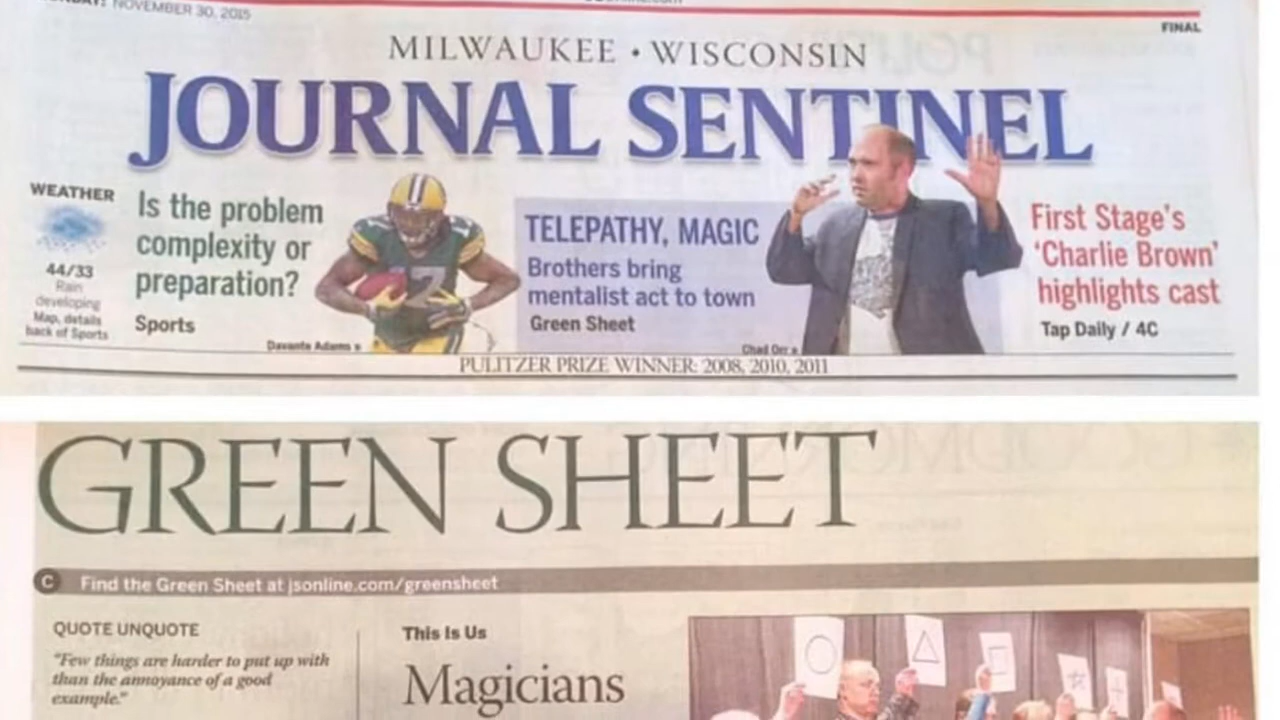 NOVEMBER 30, 2015
FINAL
MILWAUKEE • WISCONSIN
JOURNAL SENTINEL
WEATHER
44/33
Rain
developing
Map, details
back of Sports
Is the problem
complexity or
preparation?
Sports
Davante Adams »
TELEPATHY, MAGIC
Brothers bring
mentalist act to town
Green Sheet
Chad Orr »
First Stage's
'Charlie Brown'
highlights cast
Tap Daily / 4C
PULITZER PRIZE WINNER: 2008, 2010, 2011
GREEN SHEET
C Find the Green Sheet at jsonline.com/greensheet
QUOTE UNQUOTE
"Few things are harder to put up with
than the annoyance of a good
example."
This Is Us
Magicians